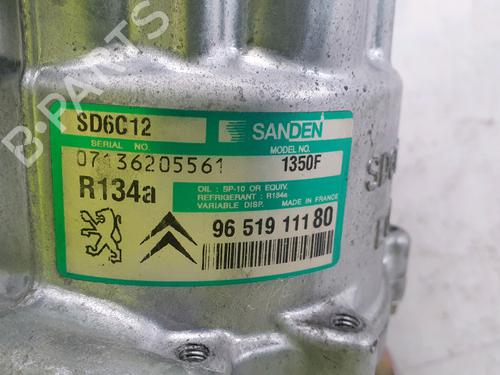 B-PARTS
SD6C12
SANDEN
SERIAL NO.
MODEL NO.
07136205561
1350F
R134a
OIL : SP-10 OR EQUIV.
REFRIGERANT : R134a
VARIABLE DISP. MADE IN FRANCE
96 519 111 80